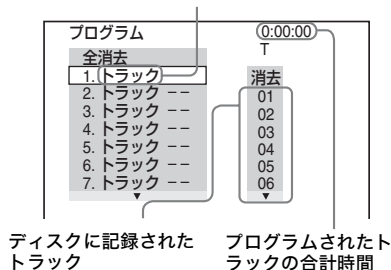 プログラム
0:00:00
T
全消去
1. トラック
2. トラック --
3. トラック --
4. トラック --
5. トラック --
6. トラック --
7. トラック --
消去
01
02
03
04
05
06
ディスクに記録された
トラック
プログラムされたト
ラックの合計時間